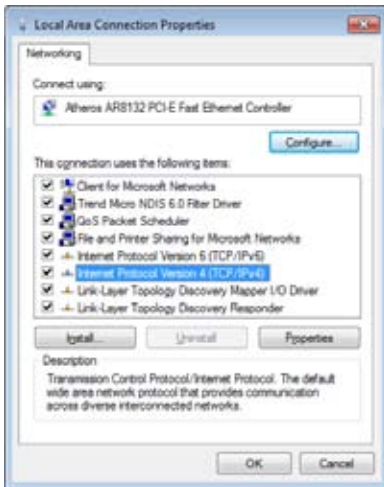 Local Area Connection Properties
Networking
Connect using:
Atheros AR8132 PCI-E Fast Ethernet Controller
Configure...
This connection uses the following items:
Client for Microsoft Networks
Trend Micro NDIS 6.0 Filter Driver
QoS Packet Scheduler
File and Printer Sharing for Microsoft Networks
Internet Protocol Version 6 (TCP/IPv6)
Internet Protocol Version 4 (TCP/IPv4)
Link-Layer Topology Discovery Mapper I/O Driver
Link-Layer Topology Discovery Responder
Install... Uninstall Properties
Description
Transmission Control Protocol/Internet Protocol. The default
wide area network protocol that provides communication
across diverse interconnected networks.
OK Cancel